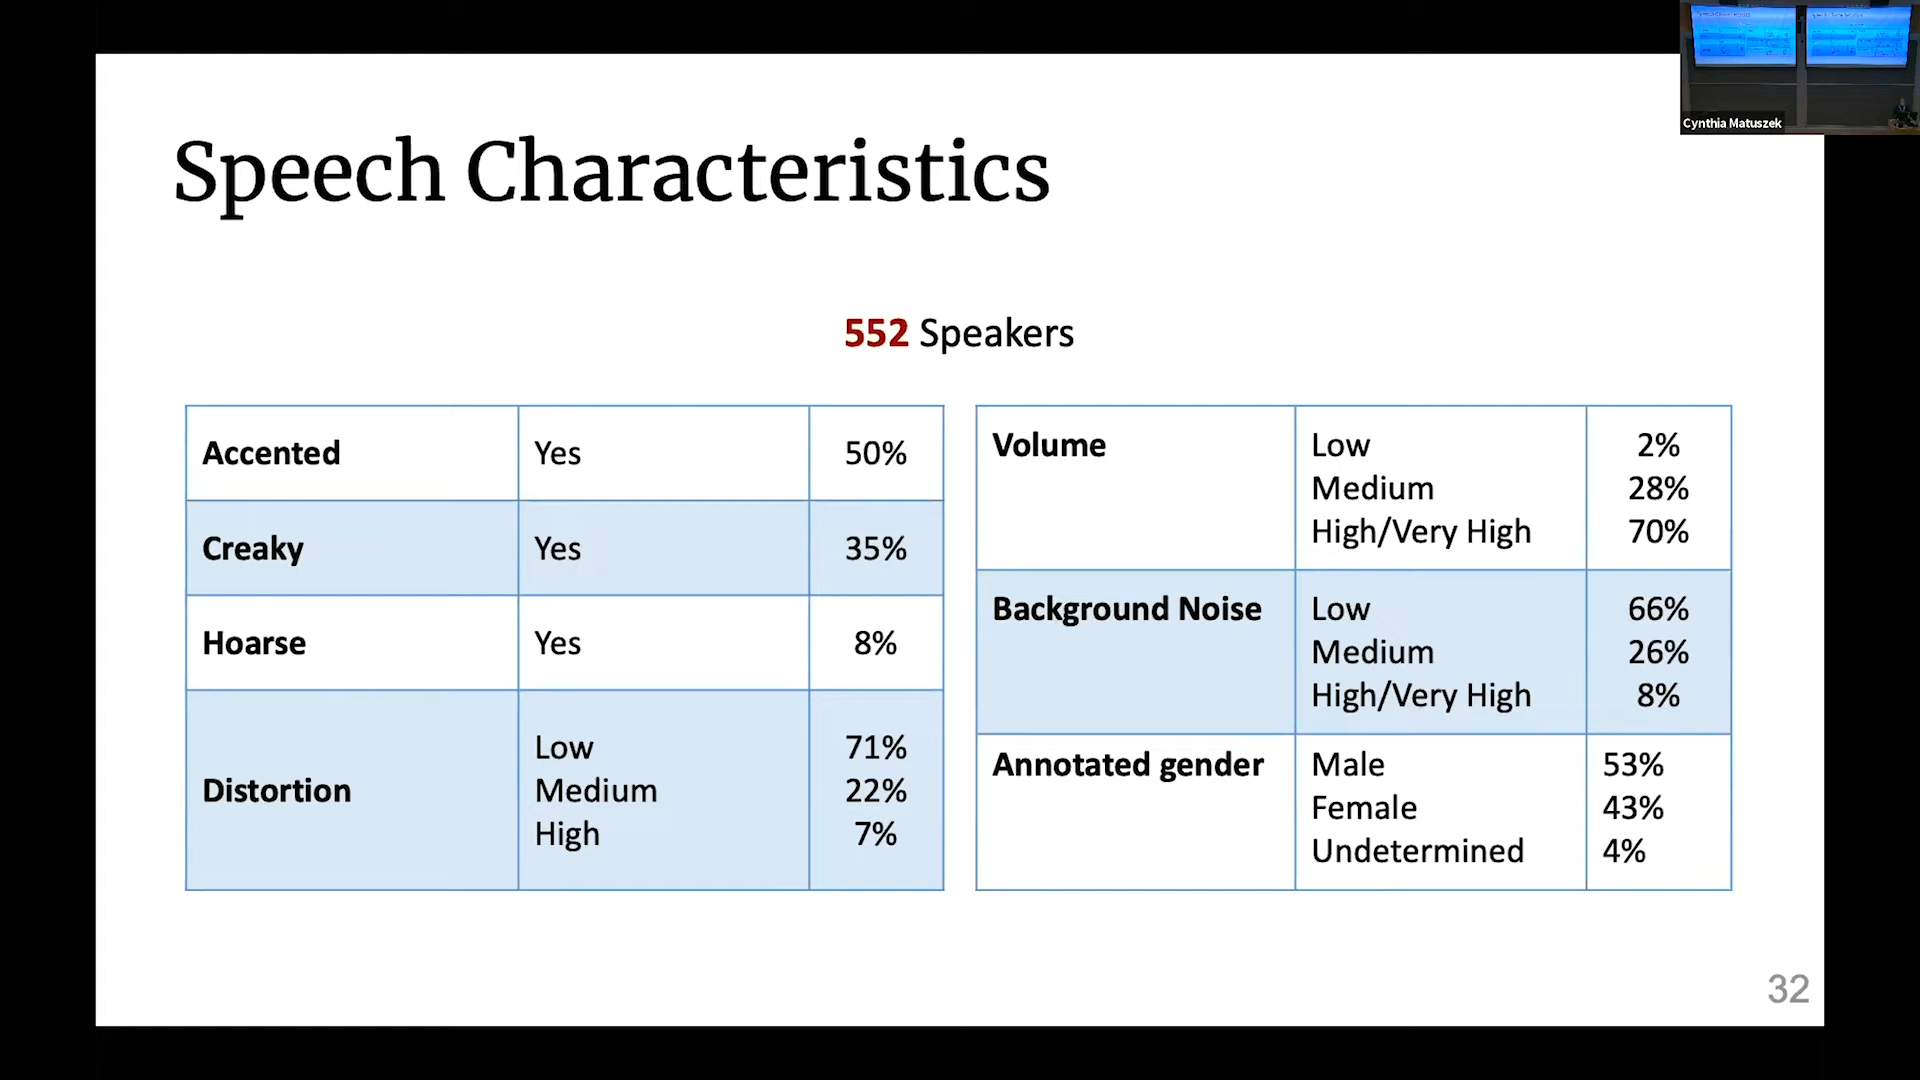 Cynthia Matuszek
Speech Characteristics
552 Speakers
Accented Yes 50%
Creaky Yes 35%
Hoarse Yes 8%
Distortion
Low 71%
Medium 22%
High 7%
Volume Low 2%
Medium 28%
High/Very High 70%
Background Noise Low 66%
Medium 26%
High/Very High 8%
Annotated gender Male 53%
Female 43%
Undetermined 4%
32